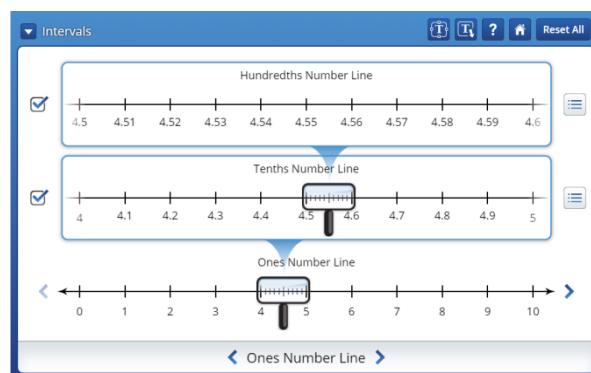 Intervals T T ? Reset All
Hundredths Number Line
4.5 4.51 4.52 4.53 4.54 4.55 4.56 4.57 4.58 4.59 4.6
Tenths Number Line
4 4.1 4.2 4.3 4.4 4.5 4.6 4.7 4.8 4.9 5
Ones Number Line
0 1 2 3 4 5 6 7 8 9 10
Ones Number Line